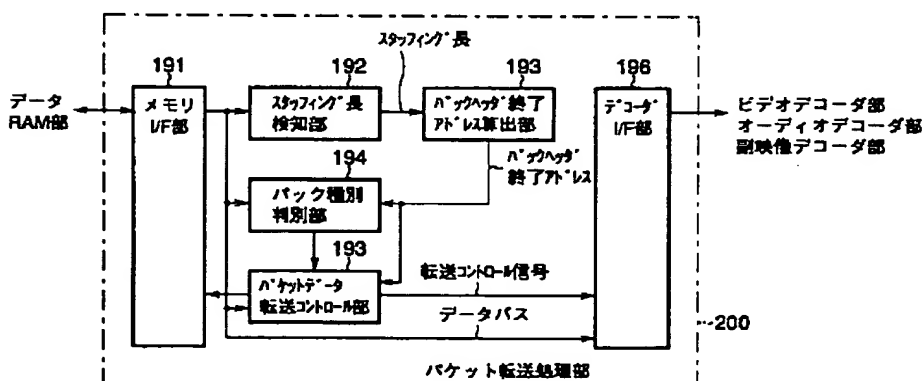 スタッフィング長
191
192
193
196
データ
RAM部
メモリ
I/F部
スタッフィング長
検知部
パックヘッダ終了
アドレス算出部
デコーダ
I/F部
ビデオデコーダ部
オーディオデコーダ部
副映像デコーダ部
194
パックヘッダ
終了アドレス
パック種別
判別部
193
パケットデータ
転送コントロール部
転送コントロール信号
データバス
200
パケット転送処理部